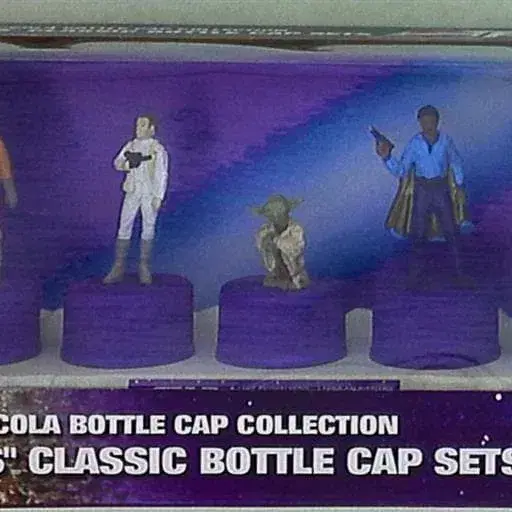 COLA BOTTLE CAP COLLECTION
S" CLASSIC BOTTLE CAP SETS